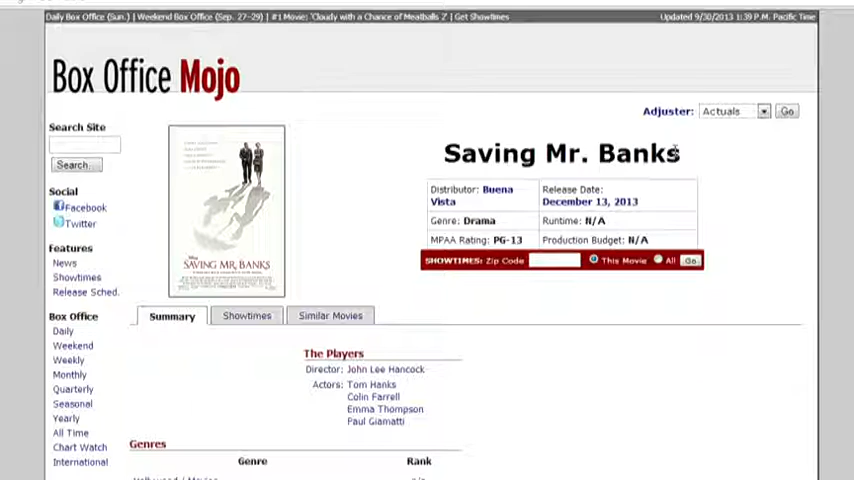 Daily Box Office (Sun.) | Weekend Box Office (Sep. 27–29) | #1 Movie: 'Cloudy with a Chance of Meatballs 2' | Get Showtimes
Updated 9/30/2013 1:39 P.M. Pacific Time
Box Office Mojo
Adjuster: Actuals Go
Search Site
Search...
Saving Mr. Banks
Distributor: Buena Vista
Release Date: December 13, 2013
Genre: Drama
Runtime: N/A
MPAA Rating: PG-13
Production Budget: N/A
SHOWTIMES: Zip Code This Movie All Go
Social
Facebook
Twitter
Features
News
Showtimes
Release Sched.
SAVING MR. BANKS
Summary Showtimes Similar Movies
Box Office
Daily
Weekend
Weekly
Monthly
Quarterly
Seasonal
Yearly
All Time
Chart Watch
International
The Players
Director: John Lee Hancock
Actors: Tom Hanks
Colin Farrell
Emma Thompson
Paul Giamatti
Genres
Genre Rank